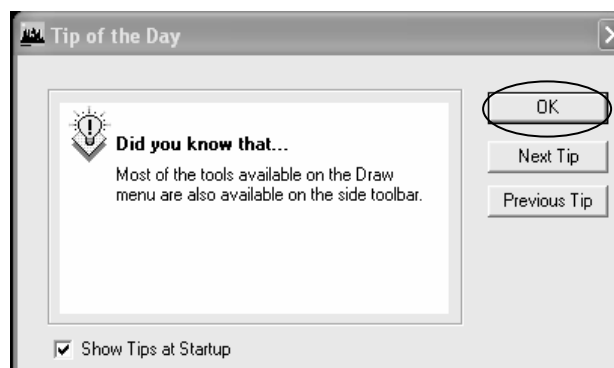 Tip of the Day
Did you know that...
Most of the tools available on the Draw
menu are also available on the side toolbar.
OK
Next Tip
Previous Tip
Show Tips at Startup